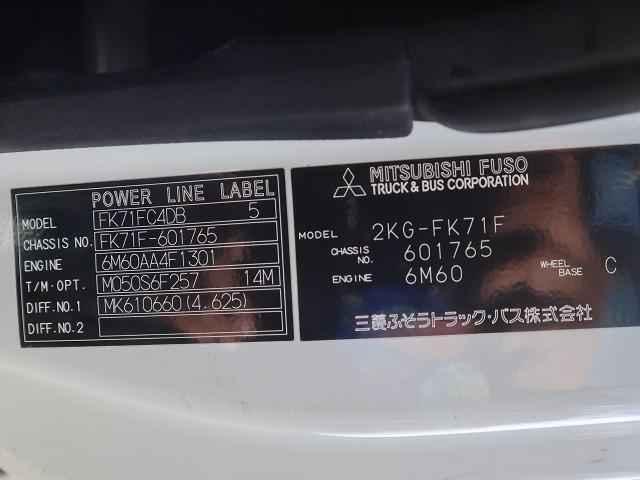 POWER LINE LABEL
MODEL FK71FC4DB 5
CHASSIS NO. FK71F-601765
ENGINE 6M60AA4F1301
T/M-OPT. M050S6F257 14M
DIFF.NO.1 MK610660(4.625)
DIFF.NO.2
MITSUBISHI FUSO
TRUCK & BUS CORPORATION
MODEL 2KG-FK71F
CHASSIS NO. 601765
ENGINE 6M60 WHEEL BASE C
三菱ふそうトラック・バス株式会社